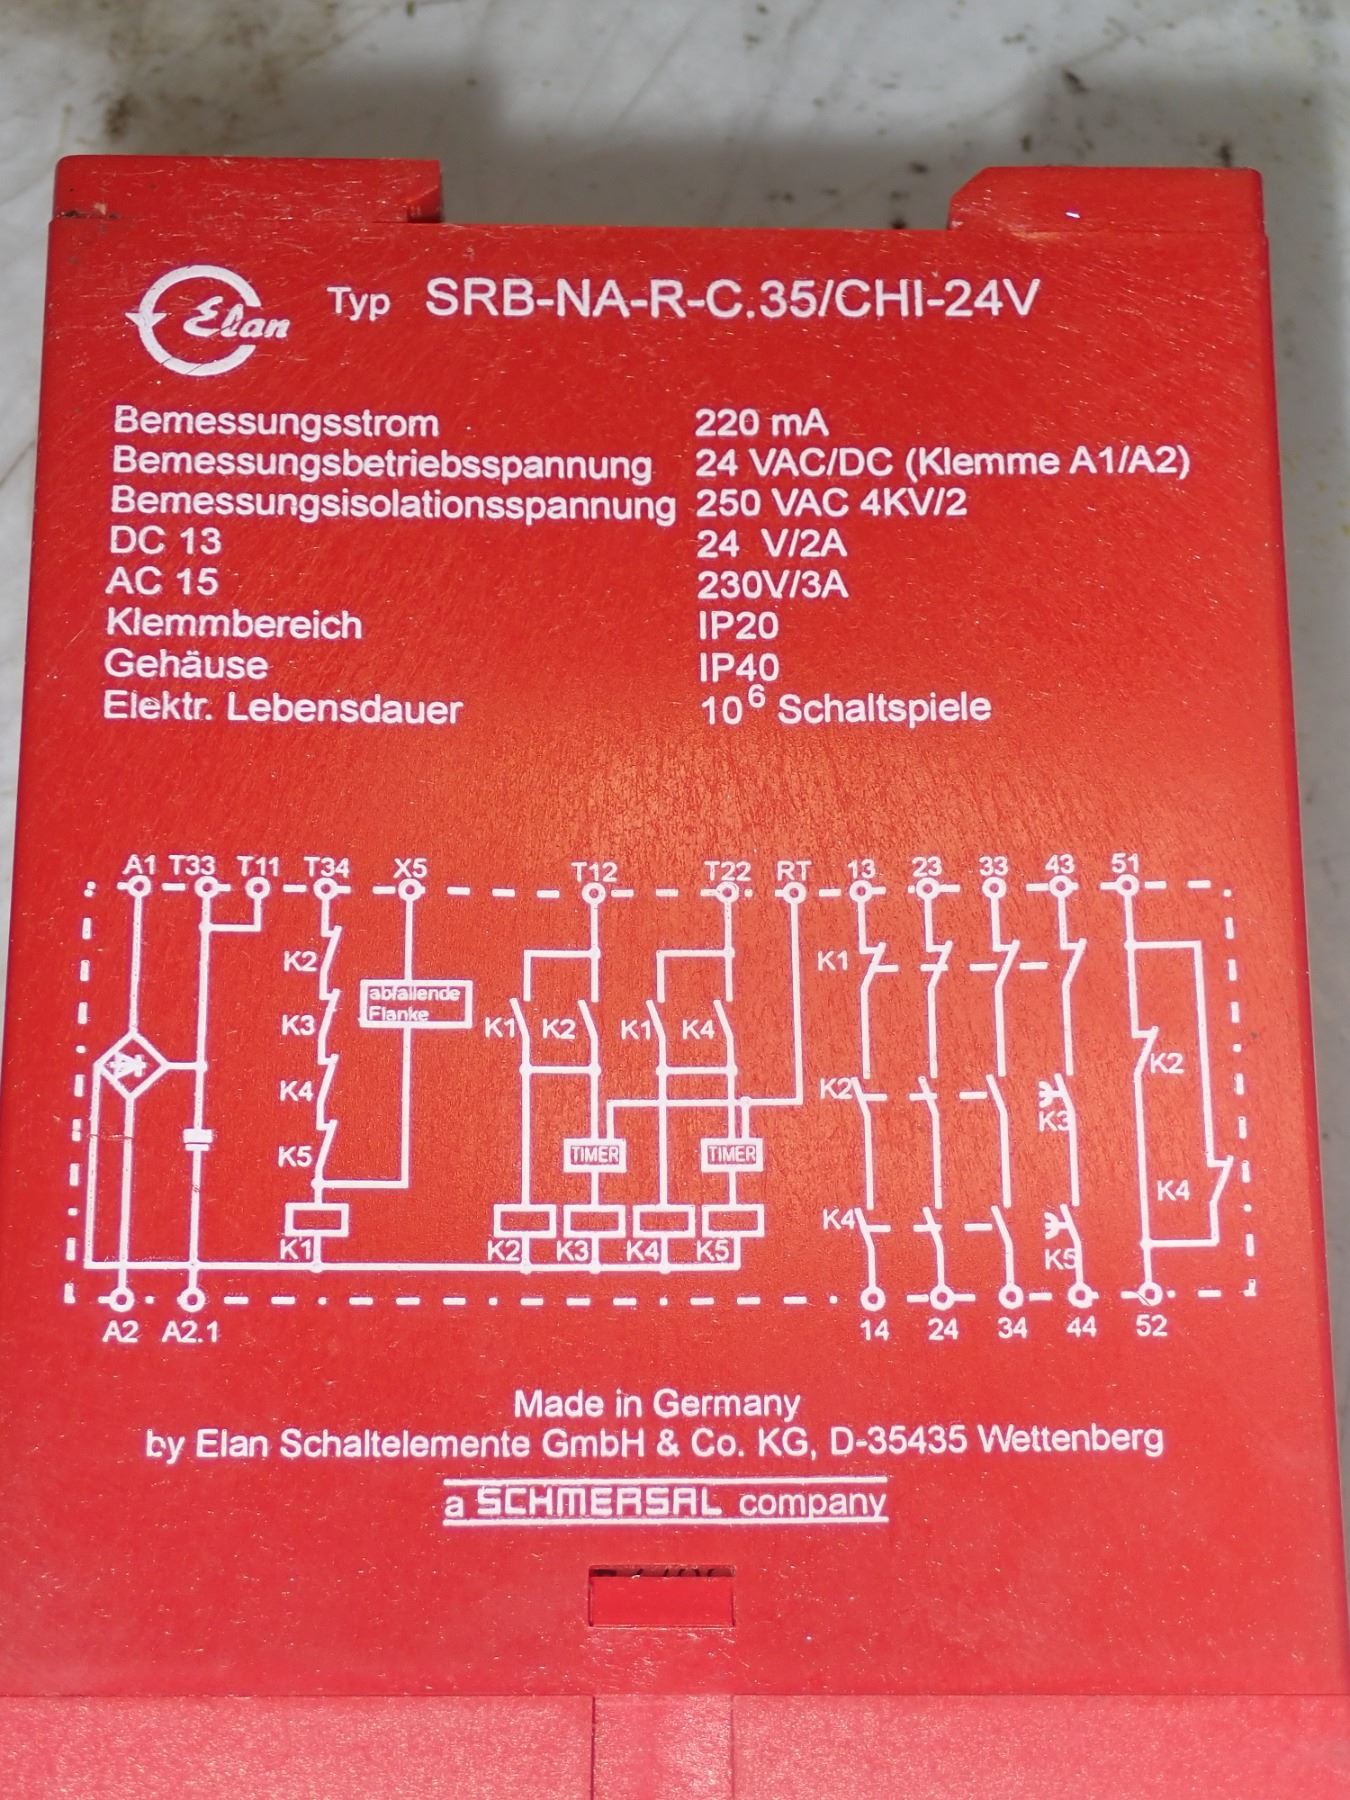 Elan Typ SRB-NA-R-C.35/CHI-24V
Bemessungsstrom 220 mA
Bemessungsbetriebsspannung 24 VAC/DC (Klemme A1/A2)
Bemessungsisolationsspannung 250 VAC 4KV/2
DC 13 24 V/2A
AC 15 230V/3A
Klemmbereich IP20
Gehäuse IP40
Elektr. Lebensdauer 10⁶ Schaltspiele
A1 T33 T11 T34 X5 T12 T22 RT 13 23 33 43 51
K2 K1
abfallende
Flanke
K3 K1 K2 K1 K4
K2
K4 K2 K3
K5 TIMER TIMER
K4
K4
K1 K2 K3 K4 K5 K5
A2 A2.1 14 24 34 44 52
Made in Germany
by Elan Schaltelemente GmbH & Co. KG, D-35435 Wettenberg
a SCHMERSAL company